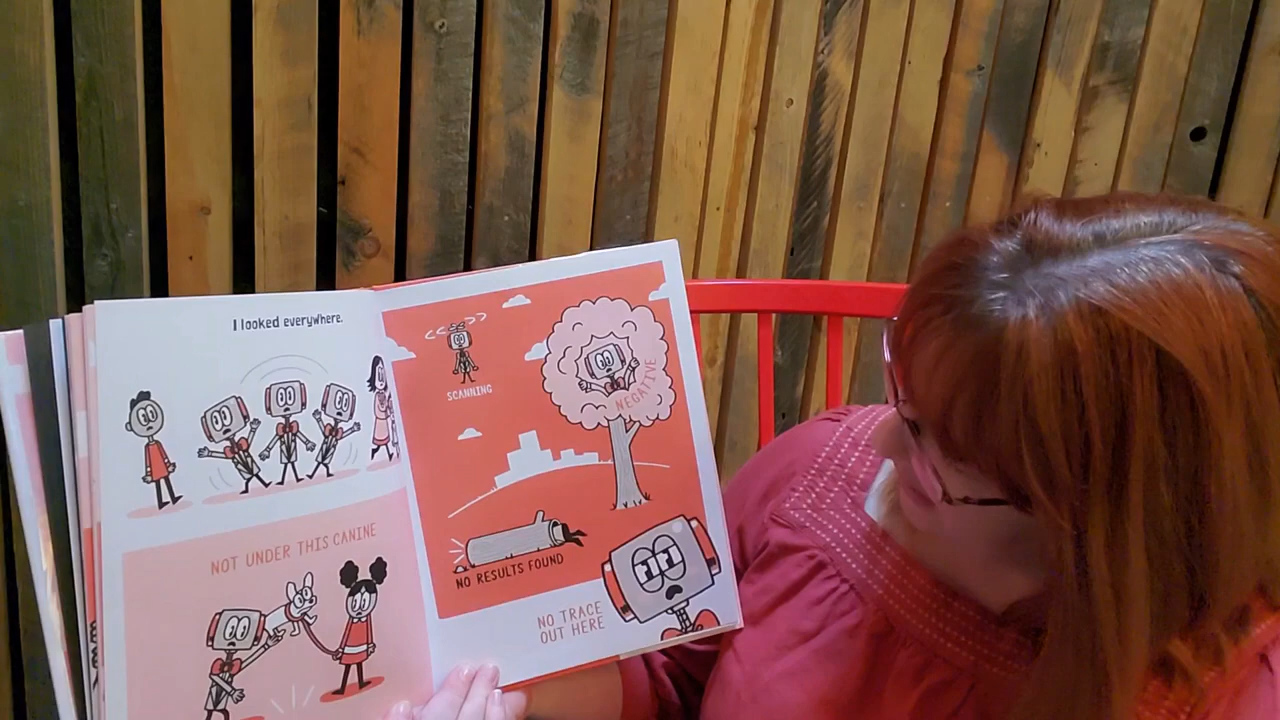 I looked everywhere.
NOT UNDER THIS CANINE
SCANNING
NEGATIVE
NO RESULTS FOUND
NO TRACE
OUT HERE